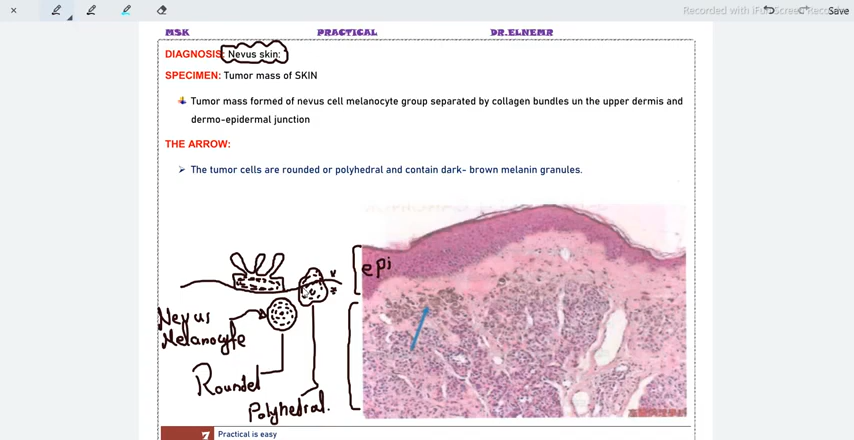 Recorded with iFun Screen Recorder
Save
MSK PRACTICAL DR.ELNEMR
DIAGNOSIS: Nevus skin:
SPECIMEN: Tumor mass of SKIN
Tumor mass formed of nevus cell melanocyte group separated by collagen bundles un the upper dermis and
dermo-epidermal junction
THE ARROW:
The tumor cells are rounded or polyhedral and contain dark- brown melanin granules.
epi
Nevus
Melanocyte
Rounded
Polyhedral.
7 Practical is easy